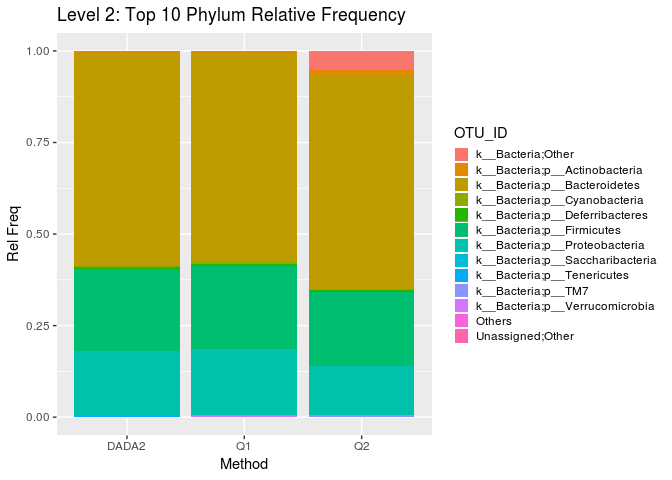 Level 2: Top 10 Phylum Relative Frequency
1.00
0.75
0.50
0.25
0.00
Rel Freq
DADA2 Q1 Q2
Method
OTU_ID
k__Bacteria;Other
k__Bacteria;p__Actinobacteria
k__Bacteria;p__Bacteroidetes
k__Bacteria;p__Cyanobacteria
k__Bacteria;p__Deferribacteres
k__Bacteria;p__Firmicutes
k__Bacteria;p__Proteobacteria
k__Bacteria;p__Saccharibacteria
k__Bacteria;p__Tenericutes
k__Bacteria;p__TM7
k__Bacteria;p__Verrucomicrobia
Others
Unassigned;Other